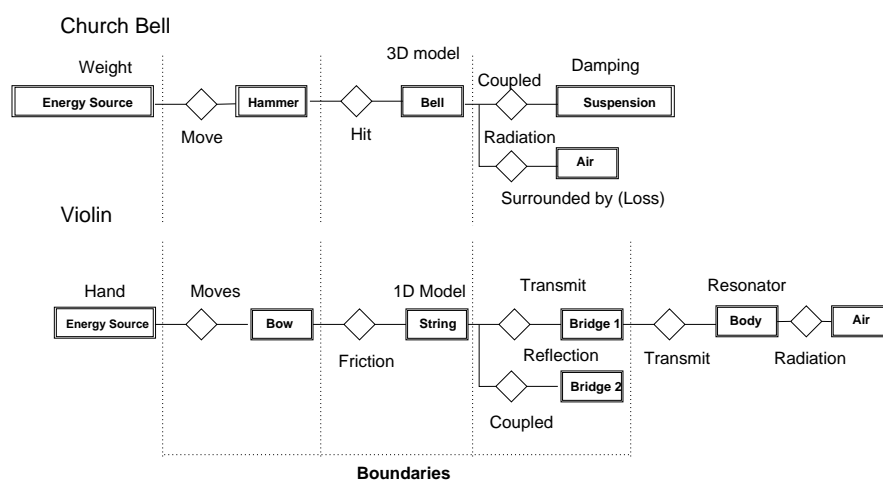 Church Bell
3D model
Weight
Coupled
Damping
Energy Source
Hammer
Bell
Suspension
Move
Hit
Radiation
Air
Surrounded by (Loss)
Violin
Hand
Moves
1D Model
Transmit
Resonator
Energy Source
Bow
String
Bridge 1
Body
Air
Friction
Reflection
Transmit
Radiation
Bridge 2
Coupled
Boundaries